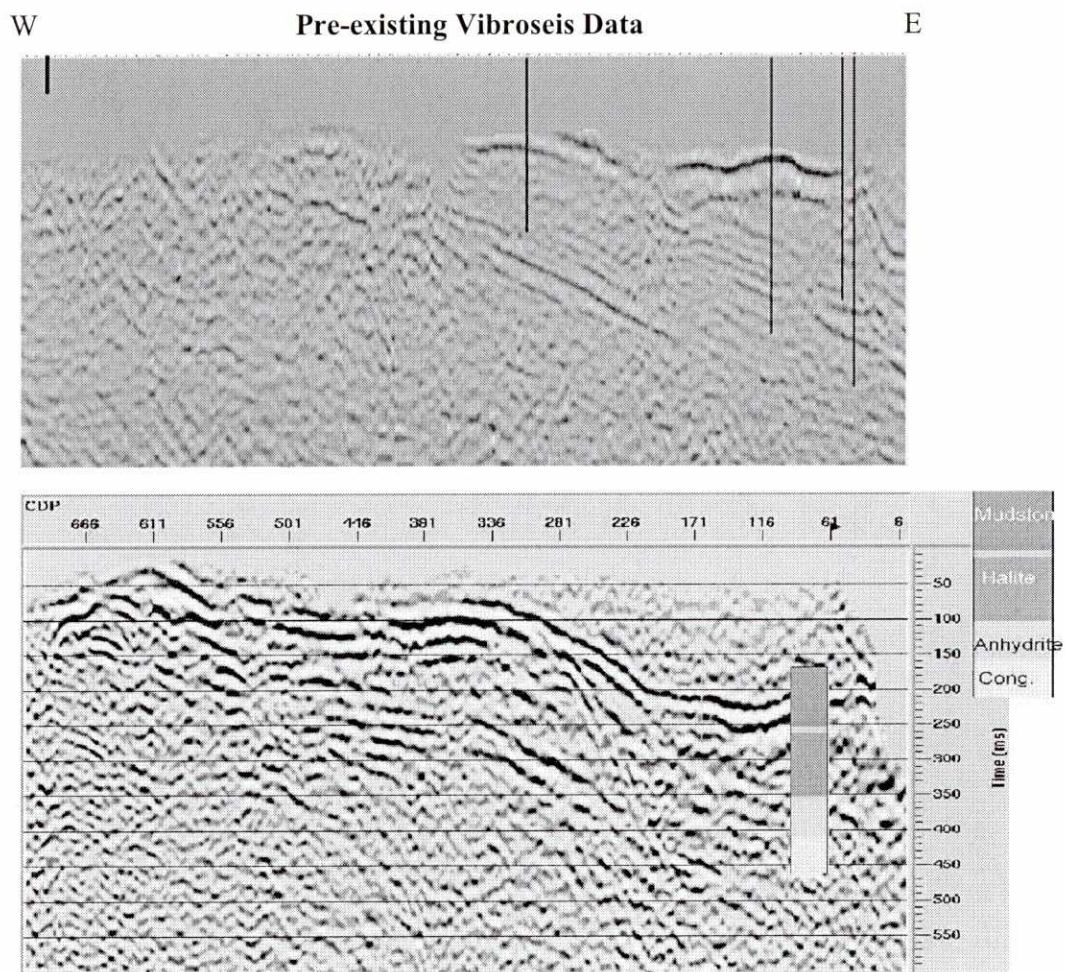 W Pre-existing Vibroseis Data E
CDP
666 611 556 501 446 381 336 281 226 171 116 61 6
Mudston
Halite
Anhydrite
Cong.
50
100
150
200
250
300
350
400
450
500
550
Time (ms)